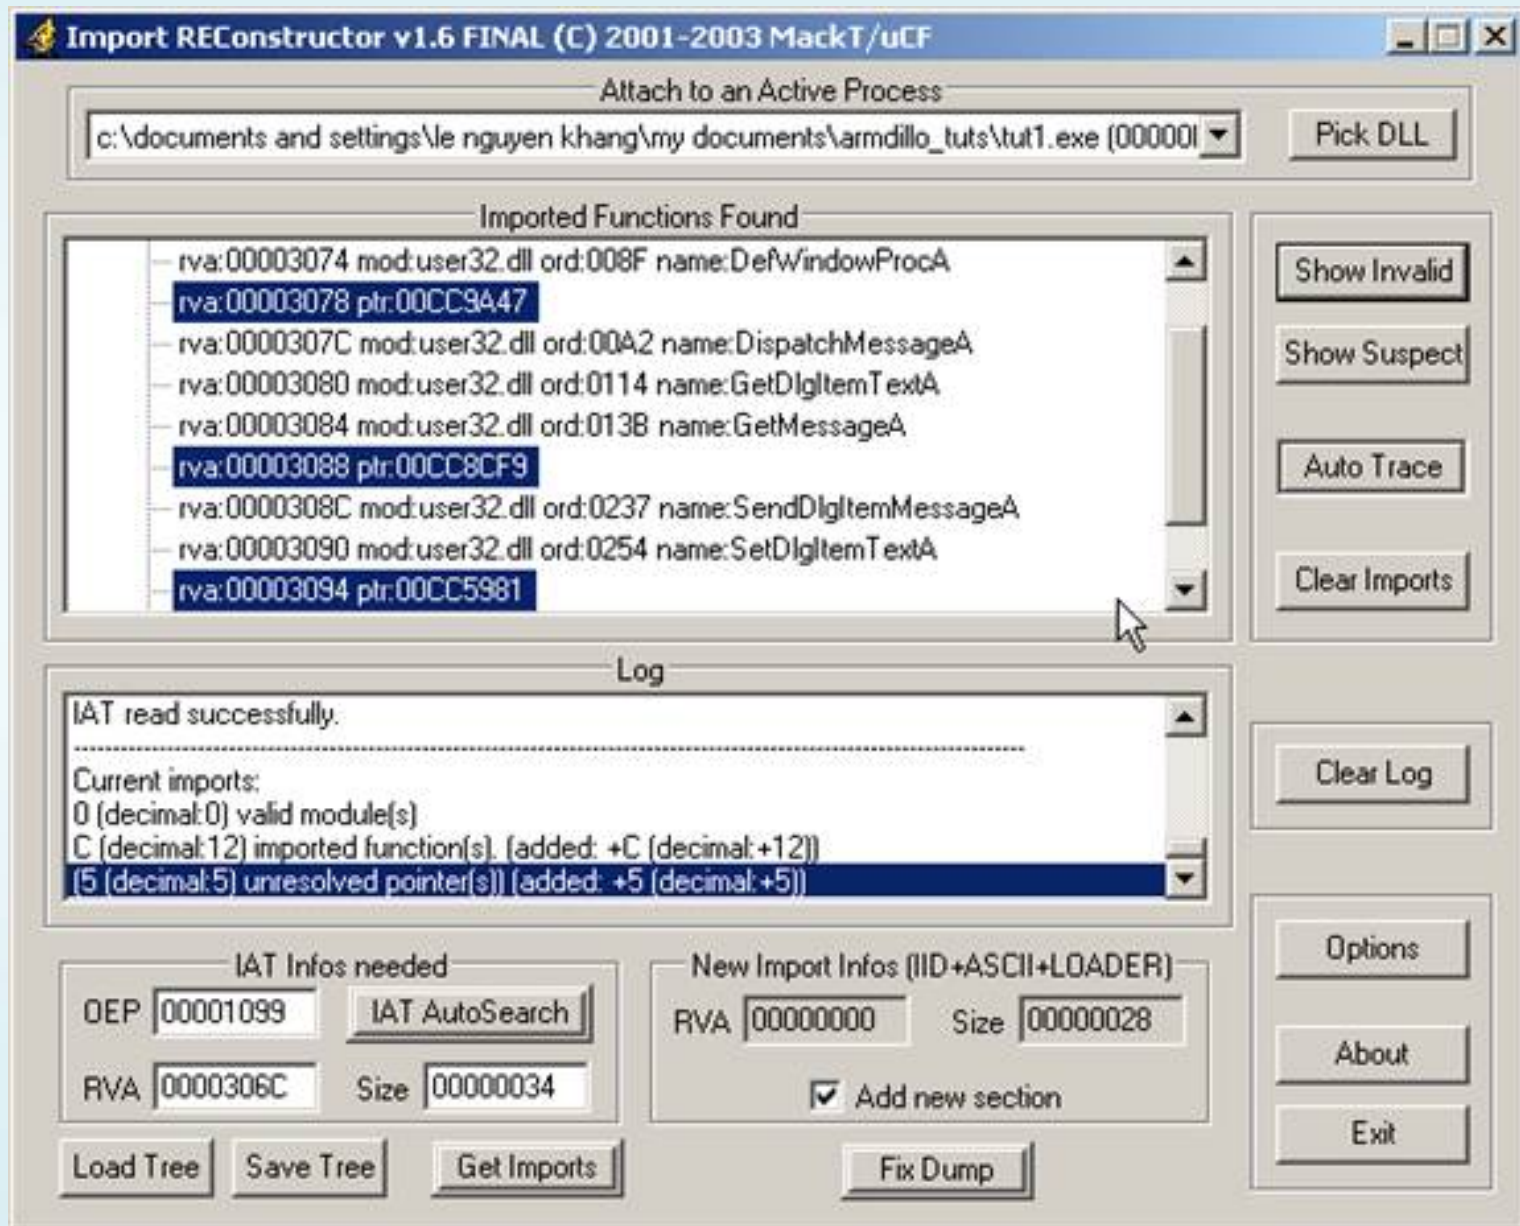 Import REConstructor v1.6 FINAL (C) 2001-2003 MackT/uCF
Attach to an Active Process
c:\documents and settings\le nguyen khang\my documents\armdillo_tuts\tut1.exe (00000
Pick DLL
Imported Functions Found
rva:00003074 mod:user32.dll ord:008F name:DefWindowProcA
rva:00003078 ptr:00CC9A47
rva:0000307C mod:user32.dll ord:00A2 name:DispatchMessageA
rva:00003080 mod:user32.dll ord:0114 name:GetDlgItemTextA
rva:00003084 mod:user32.dll ord:013B name:GetMessageA
rva:00003088 ptr:00CC8CF9
rva:0000308C mod:user32.dll ord:0237 name:SendDlgItemMessageA
rva:00003090 mod:user32.dll ord:0254 name:SetDlgItemTextA
rva:00003094 ptr:00CC5981
Show Invalid
Show Suspect
Auto Trace
Clear Imports
Log
IAT read successfully.
Current imports:
0 (decimal:0) valid module(s)
C (decimal:12) imported function(s). (added: +C (decimal:+12))
(5 (decimal:5) unresolved pointer(s)) (added: +5 (decimal:+5))
Clear Log
IAT Infos needed
OEP 00001099 IAT AutoSearch
RVA 0000306C Size 00000034
New Import Infos (IID+ASCII+LOADER)
RVA 00000000 Size 00000028
Add new section
Options
About
Exit
Load Tree Save Tree Get Imports Fix Dump